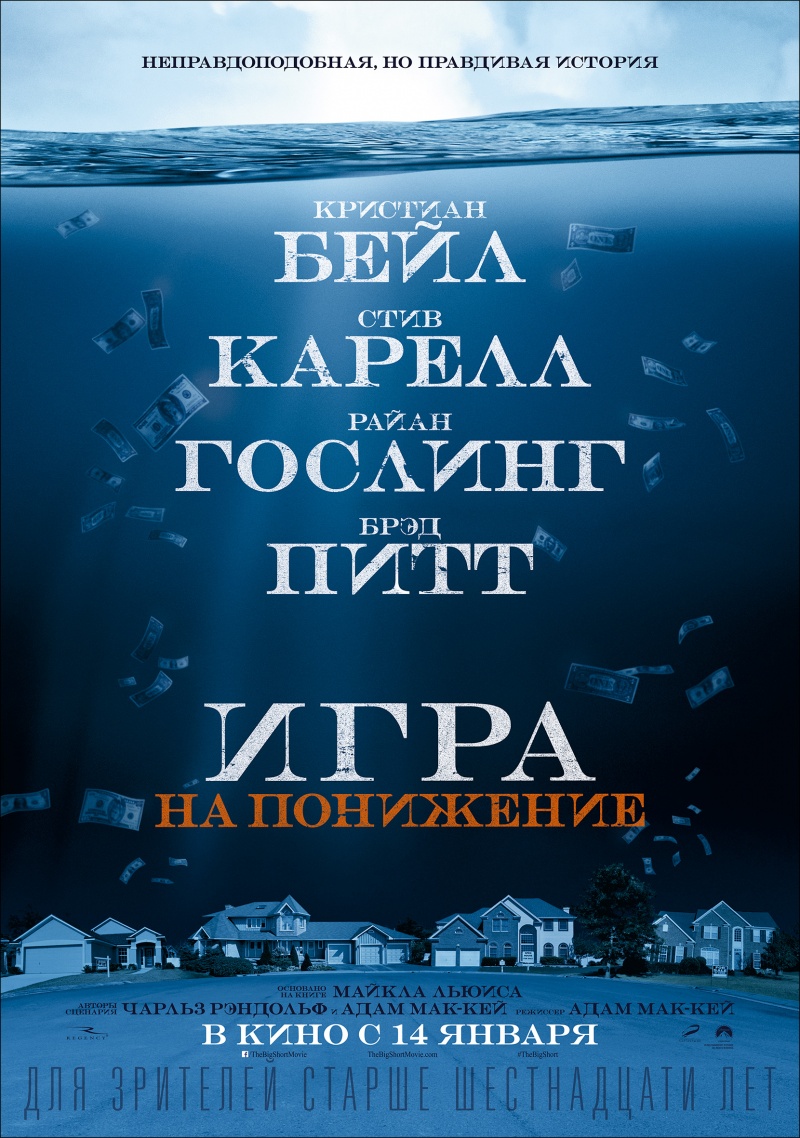 НЕПРАВДОПОДОБНАЯ, НО ПРАВДИВАЯ ИСТОРИЯ
КРИСТИАН
БЕЙЛ
СТИВ
КАРЕЛЛ
РАЙАН
ГОСЛИНГ
БРЭД
ПИТТ
ИГРА
НА ПОНИЖЕНИЕ
ОСНОВАНО НА КНИГЕ МАЙКЛА ЛЬЮИСА
АВТОРЫ СЦЕНАРИЯ ЧАРЛЬЗ РЭНДОЛЬФ И АДАМ МАК-КЕЙ РЕЖИССЕР АДАМ МАК-КЕЙ
REGENCY
В КИНО С 14 ЯНВАРЯ
TheBigShortMovie TheBigShortMovie.com #TheBigShort
ДЛЯ ЗРИТЕЛЕЙ СТАРШЕ ШЕСТНАДЦАТИ ЛЕТ